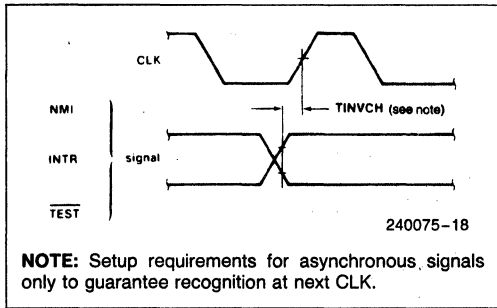 CLK
NMI
TINVCH (see note)
INTR
signal
TEST
240075-18
NOTE: Setup requirements for asynchronous signals
only to guarantee recognition at next CLK.